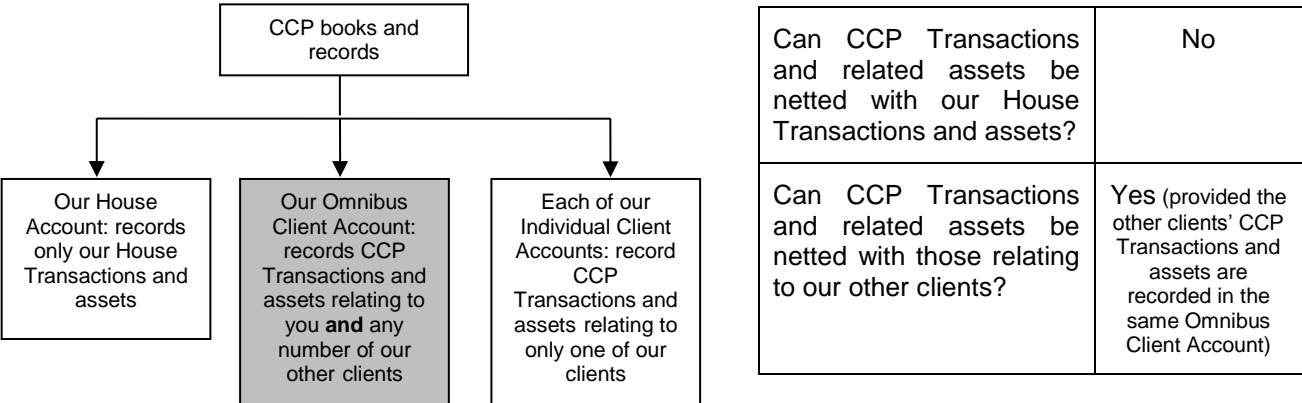 CCP books and
records
Our House
Account: records
only our House
Transactions and
assets
Our Omnibus
Client Account:
records CCP
Transactions and
assets relating to
you and any
number of our
other clients
Each of our
Individual Client
Accounts: record
CCP
Transactions and
assets relating to
only one of our
clients
Can CCP Transactions
and related assets be
netted with our House
Transactions and assets?
No
Can CCP Transactions
and related assets be
netted with those relating
to our other clients?
Yes (provided the
other clients’ CCP
Transactions and
assets are
recorded in the
same Omnibus
Client Account)